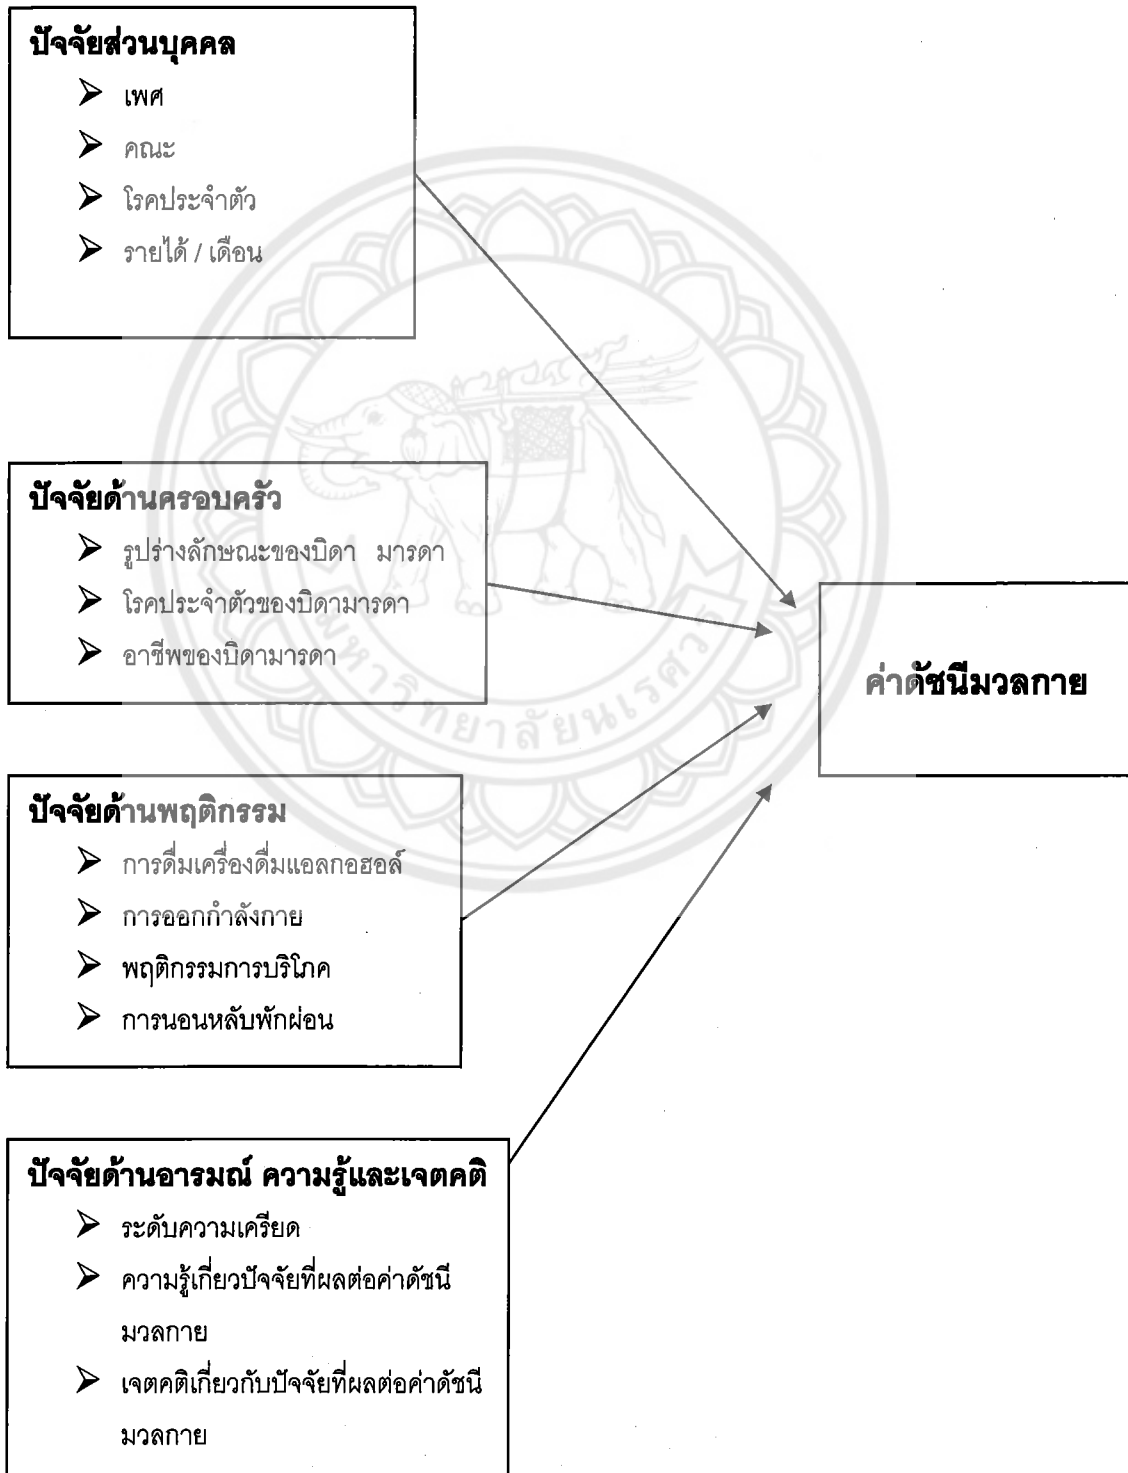 ปัจจัยส่วนบุคคล
➢ เพศ
➢ คณะ
➢ โรคประจำตัว
➢ รายได้ / เดือน
ปัจจัยด้านครอบครัว
➢ รูปร่างลักษณะของบิดา มารดา
➢ โรคประจำตัวของบิดามารดา
➢ อาชีพของบิดามารดา
ค่าดัชนีมวลกาย
มหาวิทยาลัยนเรศวร
ปัจจัยด้านพฤติกรรม
➢ การดื่มเครื่องดื่มแอลกอฮอล์
➢ การออกกำลังกาย
➢ พฤติกรรมการบริโภค
➢ การนอนหลับพักผ่อน
ปัจจัยด้านอารมณ์ ความรู้และเจตคติ
➢ ระดับความเครียด
➢ ความรู้เกี่ยวปัจจัยที่ผลต่อค่าดัชนี
มวลกาย
➢ เจตคติเกี่ยวกับปัจจัยที่ผลต่อค่าดัชนี
มวลกาย